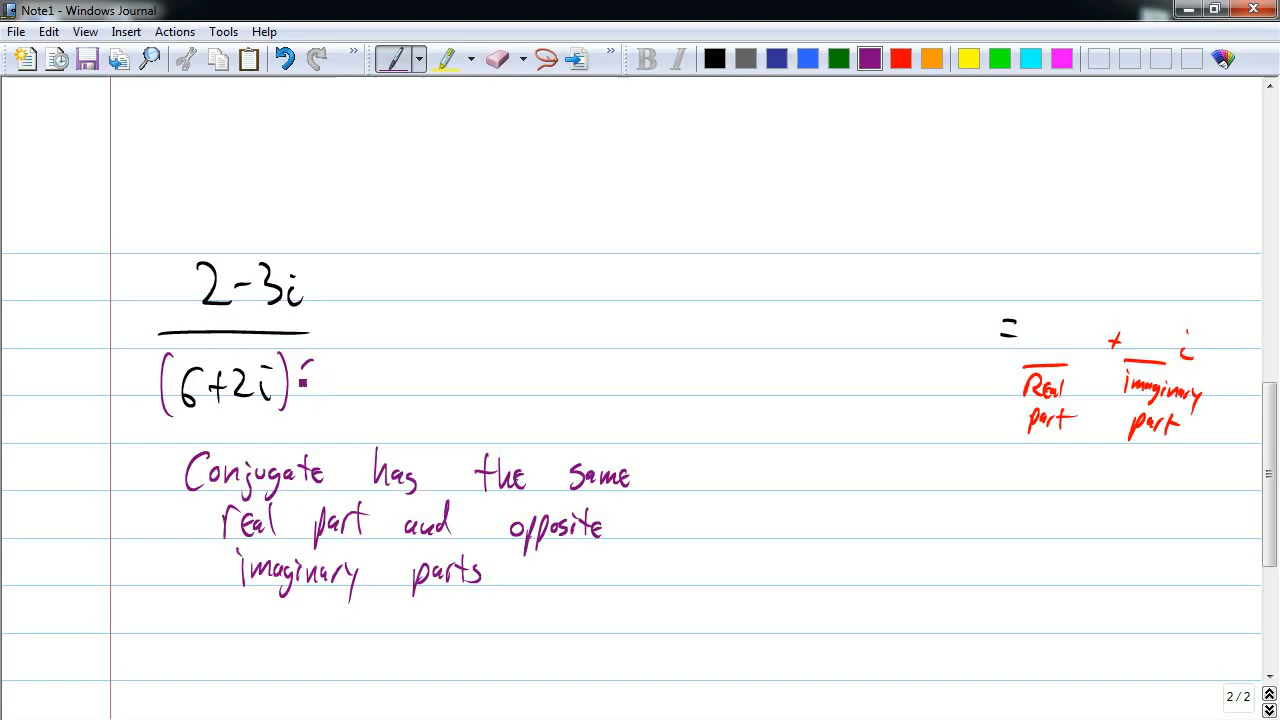 Note1 - Windows Journal
File Edit View Insert Actions Tools Help
2-3i
(6+2i)
=
+ i
Real imaginary
part part
Conjugate has the same
real part and opposite
imaginary parts
2 / 2